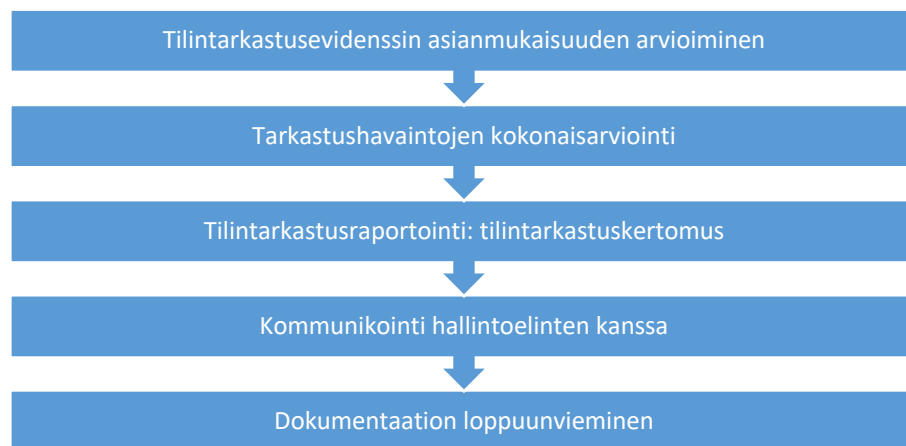 Tilintarkastusevidenssin asianmukaisuuden arvioiminen
Tarkastushavaintojen kokonaisarviointi
Tilintarkastusraportointi: tilintarkastuskertomus
Kommunikointi hallintoelinten kanssa
Dokumentaation loppuunvieminen